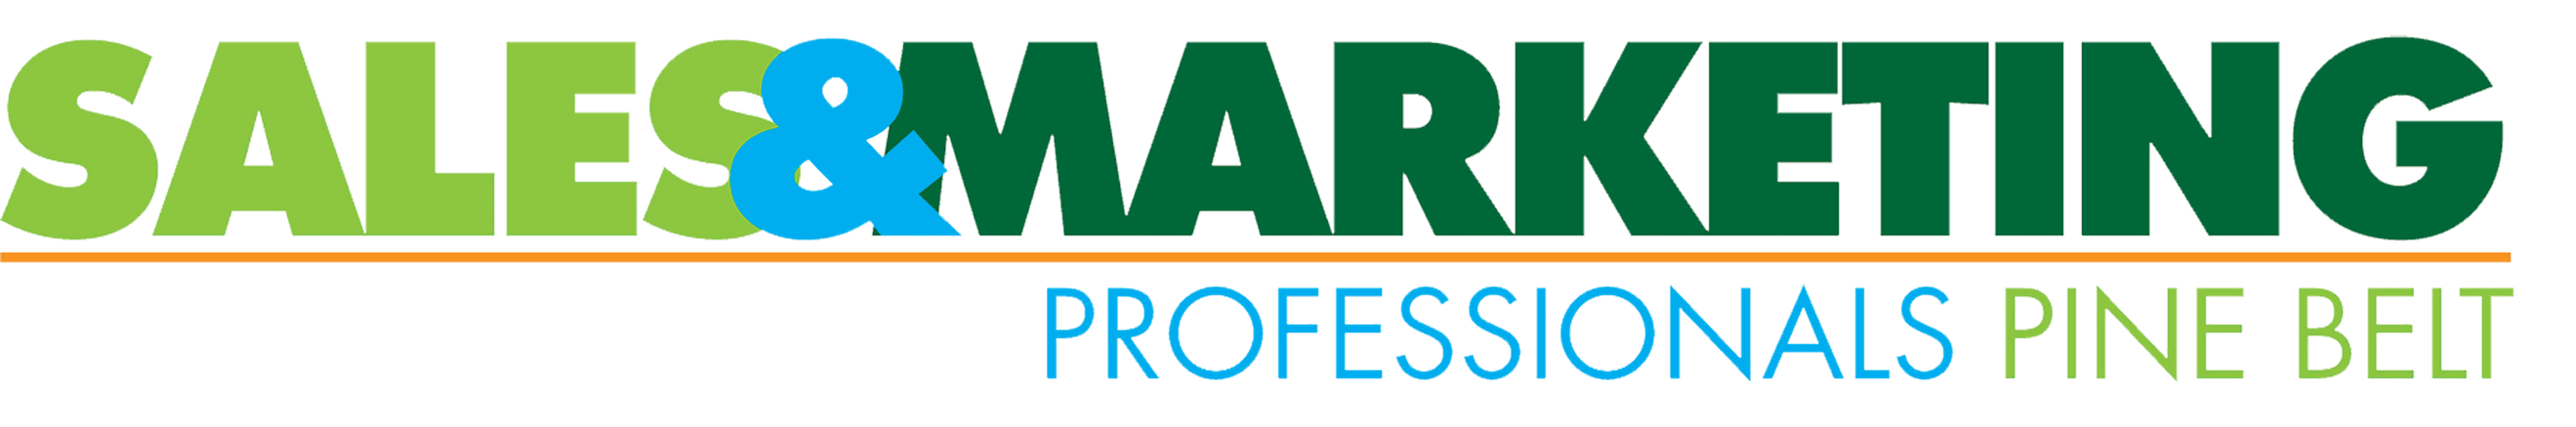 SALES&MARKETING
PROFESSIONALS PINE BELT